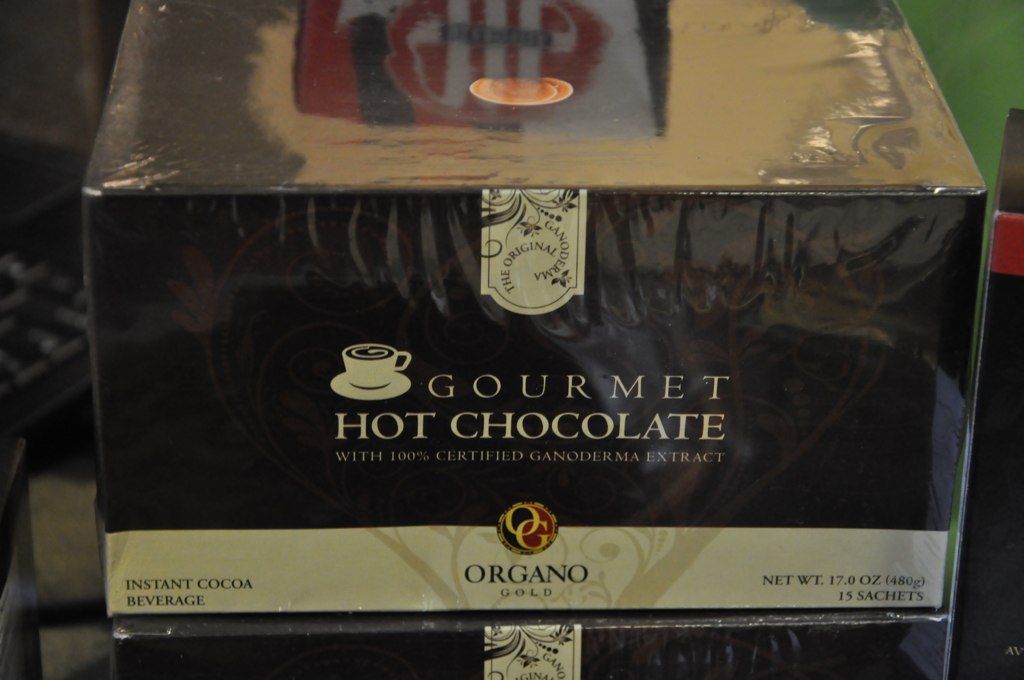 THE ORIGINAL GANODERMA
GOURMET
HOT CHOCOLATE
WITH 100% CERTIFIED GANODERMA EXTRACT
OG
ORGANO
GOLD
INSTANT COCOA
BEVERAGE
NET WT. 17.0 OZ (480g)
15 SACHETS
AV